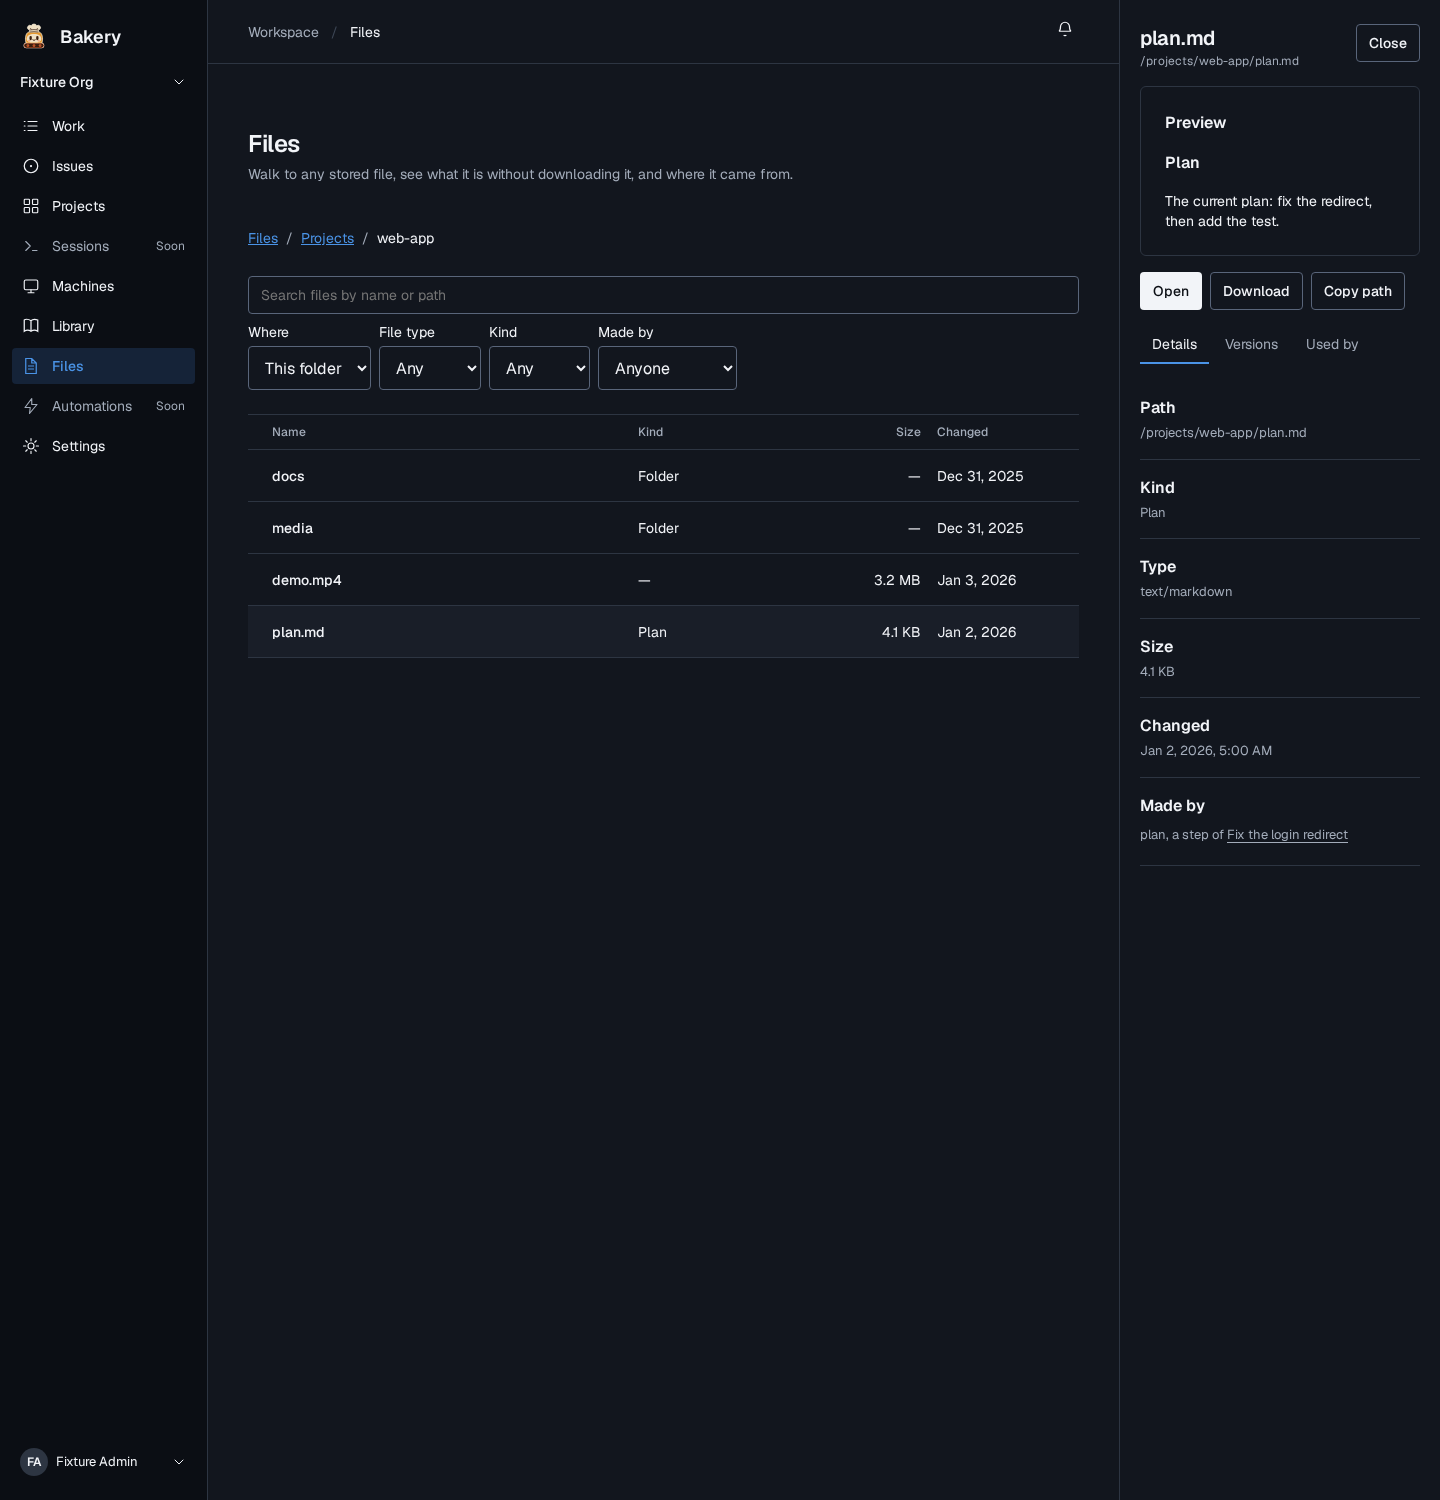 Bakery
Fixture Org
Work
Issues
Projects
Sessions Soon
Machines
Library
Files
Automations Soon
Settings
FA Fixture Admin
Workspace / Files
Files
Walk to any stored file, see what it is without downloading it, and where it came from.
Files / Projects / web-app
Search files by name or path
Where File type Kind Made by
This folder Any Any Anyone
Name Kind Size Changed
docs Folder — Dec 31, 2025
media Folder — Dec 31, 2025
demo.mp4 — 3.2 MB Jan 3, 2026
plan.md Plan 4.1 KB Jan 2, 2026
plan.md
/projects/web-app/plan.md
Close
Preview
Plan
The current plan: fix the redirect,
then add the test.
Open Download Copy path
Details Versions Used by
Path
/projects/web-app/plan.md
Kind
Plan
Type
text/markdown
Size
4.1 KB
Changed
Jan 2, 2026, 5:00 AM
Made by
plan, a step of Fix the login redirect